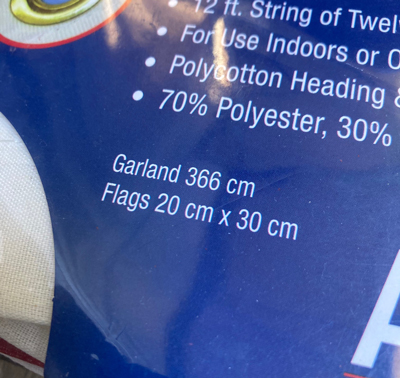 • 12 ft. String of Twel
• For Use Indoors or O
• Polycotton Heading &
• 70% Polyester, 30%
Garland 366 cm
Flags 20 cm x 30 cm